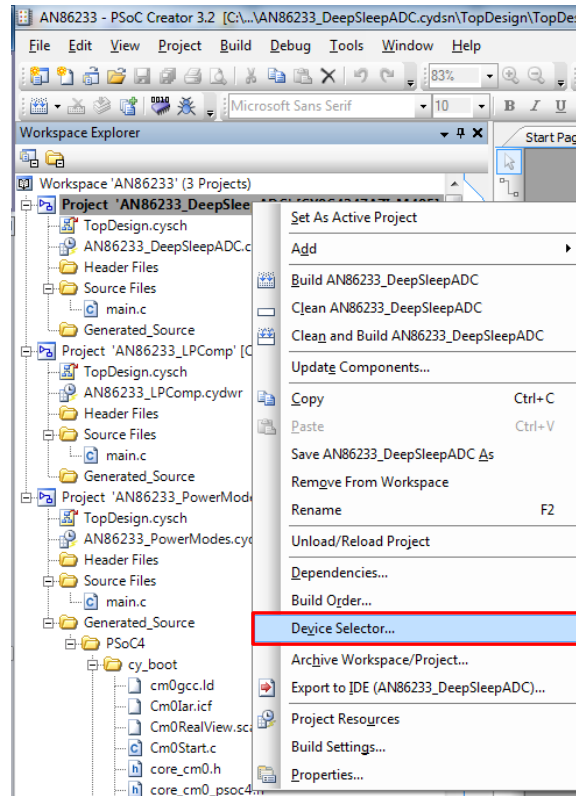 AN86233 - PSoC Creator 3.2 [C:\...\AN86233_DeepSleepADC.cydsn\TopDesign\TopDes
File Edit View Project Build Debug Tools Window Help
83%
Microsoft Sans Serif 10 B I U
Workspace Explorer
Start Pag
Workspace 'AN86233' (3 Projects)
Project 'AN86233_DeepSlee
TopDesign.cysch
AN86233_DeepSleepADC.c
Header Files
Source Files
main.c
Generated_Source
Project 'AN86233_LPComp' [C
TopDesign.cysch
AN86233_LPComp.cydwr
Header Files
Source Files
main.c
Generated_Source
Project 'AN86233_PowerMode
TopDesign.cysch
AN86233_PowerModes.cyd
Header Files
Source Files
main.c
Generated_Source
PSoC4
cy_boot
cm0gcc.ld
Cm0Iar.icf
Cm0RealView.sca
Cm0Start.c
core_cm0.h
core_cm0_psoc4.h
Set As Active Project
Add
Build AN86233_DeepSleepADC
Clean AN86233_DeepSleepADC
Clean and Build AN86233_DeepSleepADC
Update Components...
Copy Ctrl+C
Paste Ctrl+V
Save AN86233_DeepSleepADC As
Remove From Workspace
Rename F2
Unload/Reload Project
Dependencies...
Build Order...
Device Selector...
Archive Workspace/Project...
Export to IDE (AN86233_DeepSleepADC)...
Project Resources
Build Settings...
Properties...